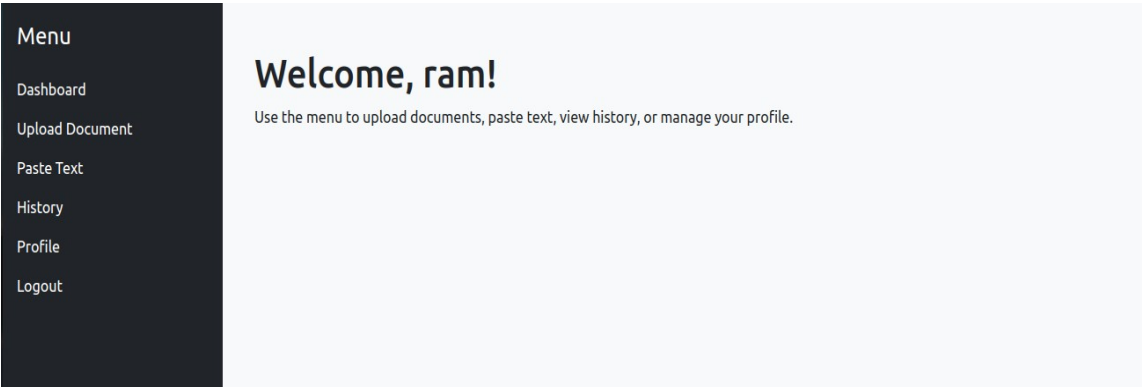 Menu
Dashboard
Upload Document
Paste Text
History
Profile
Logout
Welcome, ram!
Use the menu to upload documents, paste text, view history, or manage your profile.